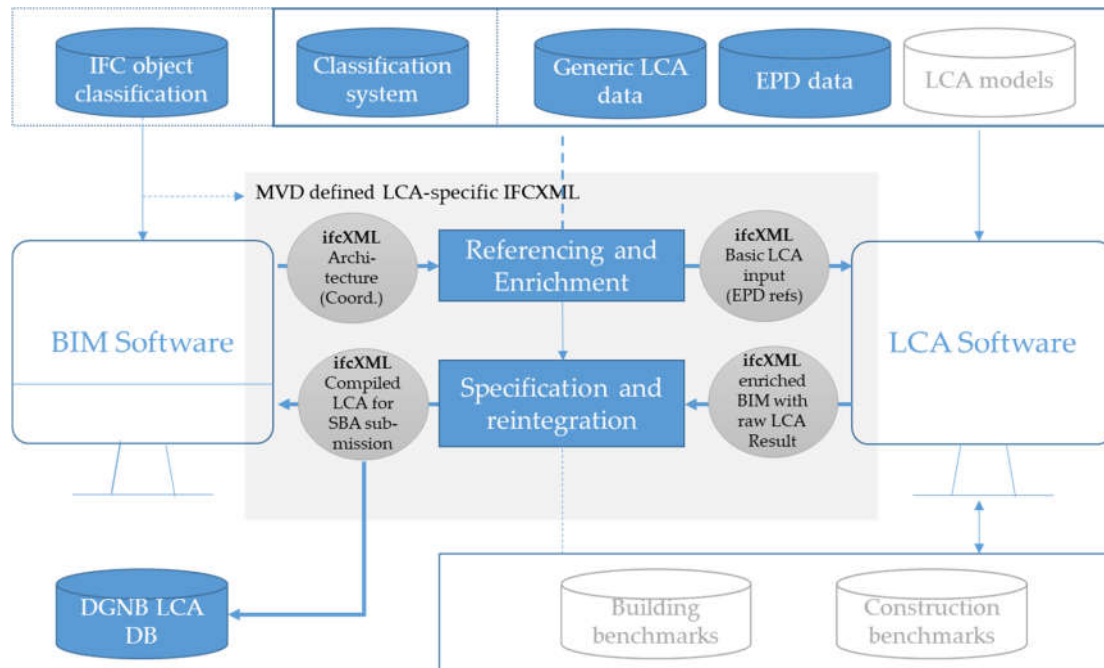 IFC object
classification
Classification
system
Generic LCA
data
EPD data
LCA models
MVD defined LCA-specific IFCXML
BIM Software
ifcXML
Archi-
tecture
(Coord.)
Referencing and
Enrichment
ifcXML
Basic LCA
input
(EPD refs)
LCA Software
ifcXML
Compiled
LCA for
SBA sub-
mission
Specification and
reintegration
ifcXML
enriched
BIM with
raw LCA
Result
DGNB LCA
DB
Building
benchmarks
Construction
benchmarks